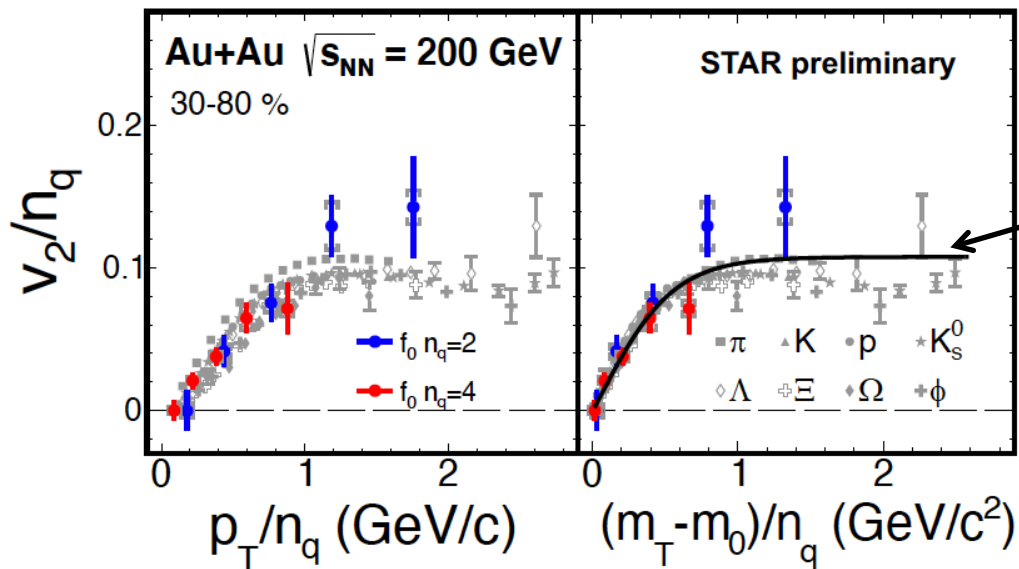 Au+Au √sNN = 200 GeV
30-80 %
STAR preliminary
v2/nq
0.2
0.1
0
f0 nq=2
f0 nq=4
π K p K0s
Λ Ξ Ω ϕ
0 1 2
0 1 2
pT/nq (GeV/c)
(mT-m0)/nq (GeV/c2)